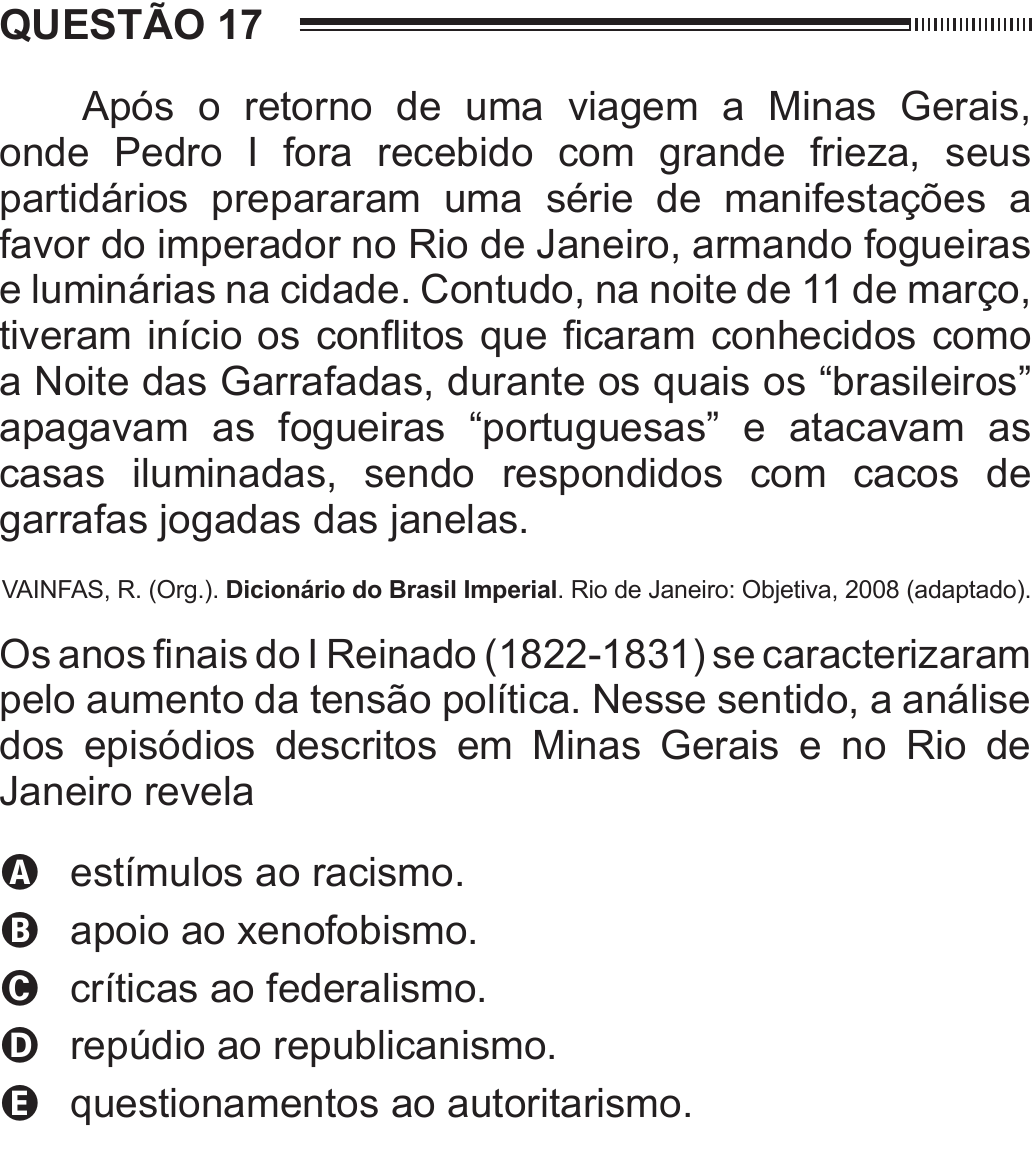 QUESTÃO 17
Após o retorno de uma viagem a Minas Gerais,
onde Pedro I fora recebido com grande frieza, seus
partidários prepararam uma série de manifestações a
favor do imperador no Rio de Janeiro, armando fogueiras
e luminárias na cidade. Contudo, na noite de 11 de março,
tiveram início os conflitos que ficaram conhecidos como
a Noite das Garrafadas, durante os quais os “brasileiros”
apagavam as fogueiras “portuguesas” e atacavam as
casas iluminadas, sendo respondidos com cacos de
garrafas jogadas das janelas.
VAINFAS, R. (Org.). Dicionário do Brasil Imperial. Rio de Janeiro: Objetiva, 2008 (adaptado).
Os anos finais do I Reinado (1822-1831) se caracterizaram
pelo aumento da tensão política. Nesse sentido, a análise
dos episódios descritos em Minas Gerais e no Rio de
Janeiro revela
A estímulos ao racismo.
B apoio ao xenofobismo.
C críticas ao federalismo.
D repúdio ao republicanismo.
E questionamentos ao autoritarismo.